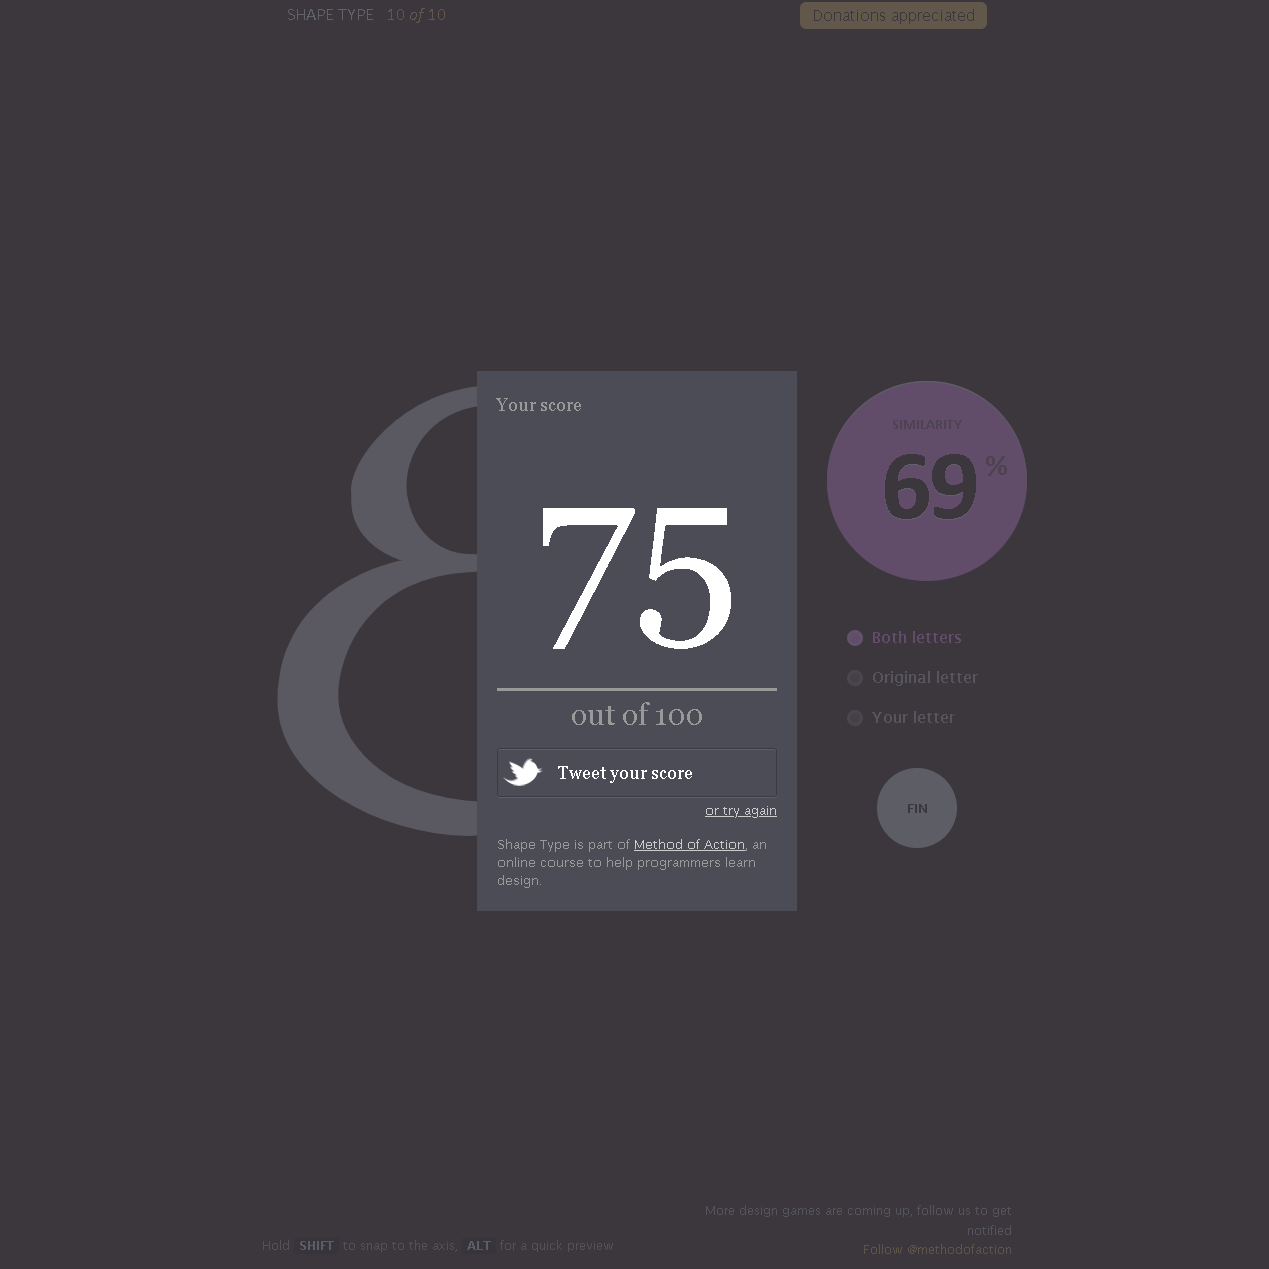 SHAPE TYPE 10 of 10
Donations appreciated
Your score
75
out of 100
Tweet your score
or try again
Shape Type is part of Method of Action, an
online course to help programmers learn
design.
SIMILARITY
69%
Both letters
Original letter
Your letter
FIN
Hold SHIFT to snap to the axis, ALT for a quick preview
More design games are coming up, follow us to get
notified
Follow @methodofaction